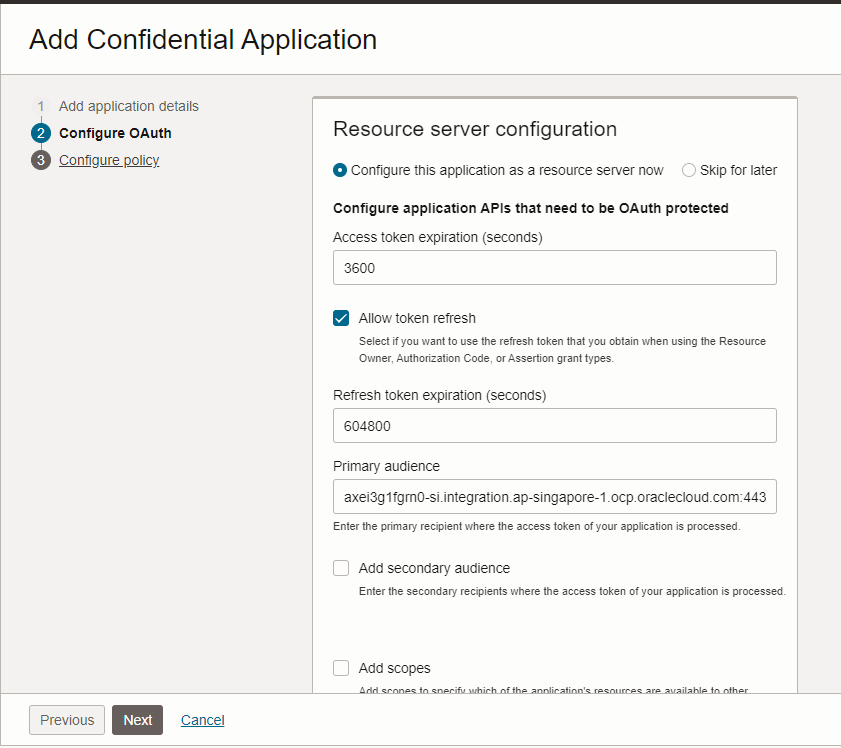 Add Confidential Application
1 Add application details
2 Configure OAuth
3 Configure policy
Resource server configuration
Configure this application as a resource server now Skip for later
Configure application APIs that need to be OAuth protected
Access token expiration (seconds)
3600
Allow token refresh
Select if you want to use the refresh token that you obtain when using the Resource
Owner, Authorization Code, or Assertion grant types.
Refresh token expiration (seconds)
604800
Primary audience
axei3g1fgrn0-si.integration.ap-singapore-1.ocp.oraclecloud.com:443
Enter the primary recipient where the access token of your application is processed.
Add secondary audience
Enter the secondary recipients where the access token of your application is processed.
Add scopes
Add scopes to specify which of the application's resources are available to other
Previous Next Cancel